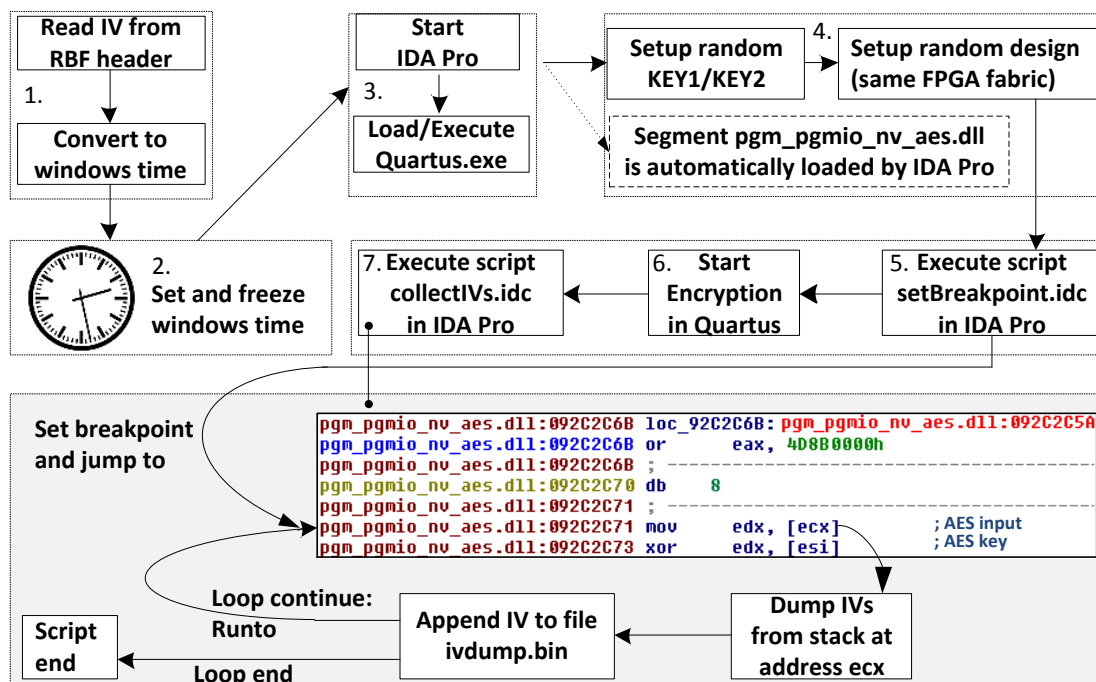 Read IV from
RBF header
1.
Convert to
windows time
2.
Set and freeze
windows time
Start
IDA Pro
3.
Load/Execute
Quartus.exe
4.
Setup random
KEY1/KEY2
Setup random design
(same FPGA fabric)
Segment pgm_pgmio_nv_aes.dll
is automatically loaded by IDA Pro
5. Execute script
setBreakpoint.idc
in IDA Pro
6. Start
Encryption
in Quartus
7. Execute script
collectIVs.idc
in IDA Pro
Set breakpoint
and jump to
pgm_pgmio_nv_aes.dll:092C2C6B loc_92C2C6B: pgm_pgmio_nv_aes.dll:092C2C5A
pgm_pgmio_nv_aes.dll:092C2C6B or eax, 4D8B0000h
pgm_pgmio_nv_aes.dll:092C2C6B ; ---------------------------------------
pgm_pgmio_nv_aes.dll:092C2C70 db 8
pgm_pgmio_nv_aes.dll:092C2C71 ; ---------------------------------------
pgm_pgmio_nv_aes.dll:092C2C71 mov edx, [ecx] ; AES input
pgm_pgmio_nv_aes.dll:092C2C73 xor edx, [esi] ; AES key
Dump IVs
from stack at
address ecx
Append IV to file
ivdump.bin
Loop continue:
Runto
Loop end
Script
end